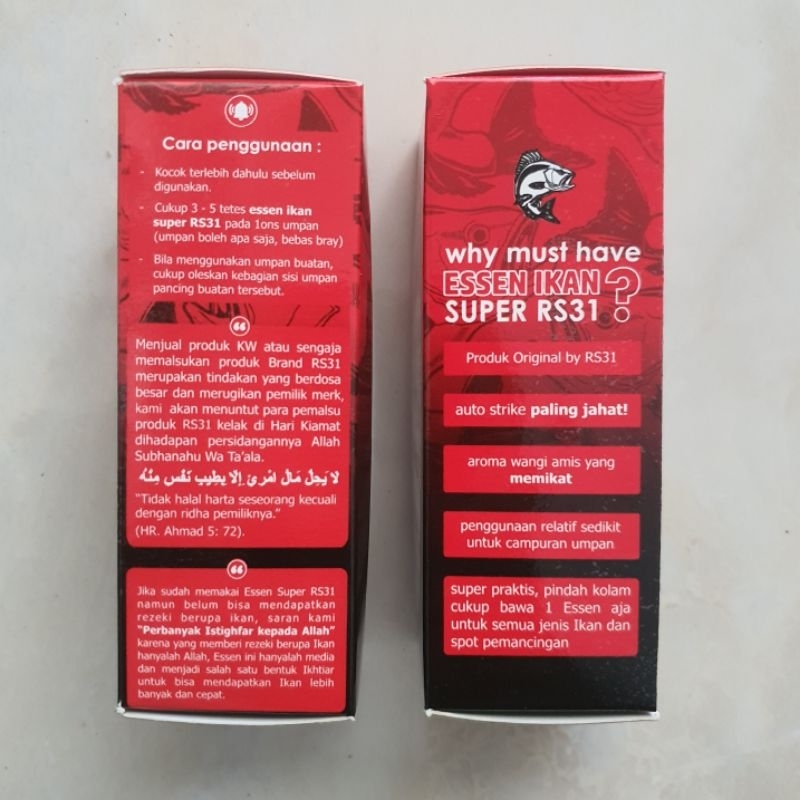 Cara penggunaan :
- Kocok terlebih dahulu sebelum
digunakan.
- Cukup 3 - 5 tetes essen ikan
super RS31 pada 1ons umpan
(umpan boleh apa saja, bebas bray)
- Bila menggunakan umpan buatan,
cukup oleskan kebagian sisi umpan
pancing buatan tersebut.
Menjual produk KW atau sengaja
memalsukan produk Brand RS31
merupakan tindakan yang berdosa
besar dan merugikan pemilik merk,
kami akan menuntut para pemalsu
produk RS31 kelak di Hari Kiamat
dihadapan persidangannya Allah
Subhanahu Wa Ta'ala.
لا يَحِلُّ مَالُ امْرِئٍ إِلا بِطِيبِ نَفْسٍ مِنْهُ
"Tidak halal harta seseorang kecuali
dengan ridha pemiliknya."
(HR. Ahmad 5: 72).
Jika sudah memakai Essen Super RS31
namun belum bisa mendapatkan
rezeki berupa ikan, saran kami
"Perbanyak Istighfar kepada Allah"
karena yang memberi rezeki berupa Ikan
hanyalah Allah, Essen ini hanyalah media
dan menjadi salah satu bentuk Ikhtiar
untuk bisa mendapatkan Ikan lebih
banyak dan cepat.
why must have
ESSEN IKAN ?
SUPER RS31
Produk Original by RS31
auto strike paling jahat!
aroma wangi amis yang
memikat
penggunaan relatif sedikit
untuk campuran umpan
super praktis, pindah kolam
cukup bawa 1 Essen aja
untuk semua jenis Ikan dan
spot pemancingan